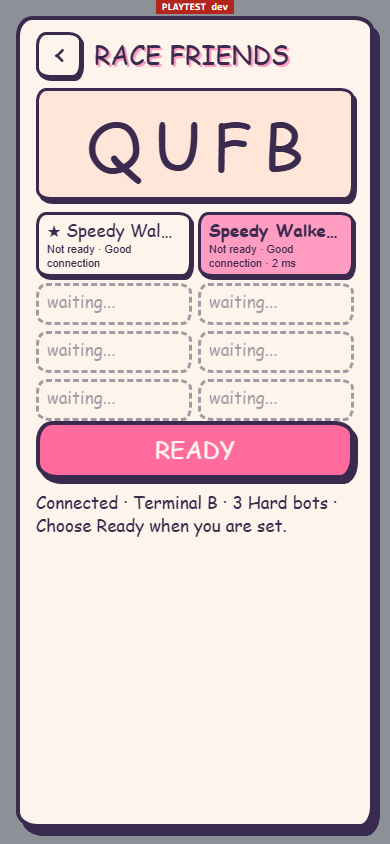 PLAYTEST dev
RACE FRIENDS
QUFB
★ Speedy Wal...
Not ready · Good
connection
Speedy Walke...
Not ready · Good
connection · 2 ms
waiting...
waiting...
waiting...
waiting...
waiting...
waiting...
READY
Connected · Terminal B · 3 Hard bots ·
Choose Ready when you are set.